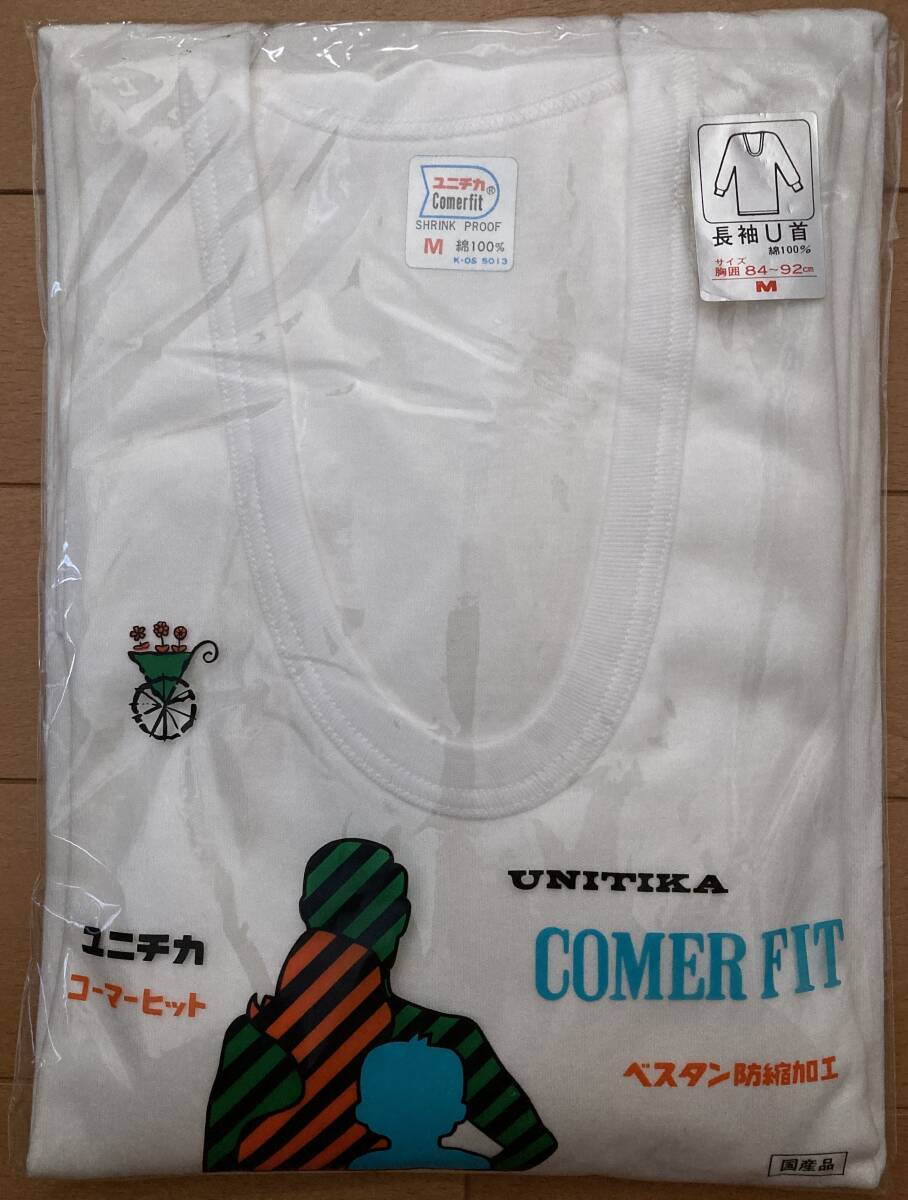 ユニチカ
Comerfit®
SHRINK PROOF
M 綿100%
K-OS 5013
長袖U首
綿100%
サイズ
胸囲 84~92cm
M
UNITIKA
COMER FIT
ユニチカ
コーマーヒット
ベスタン防縮加工
国産品